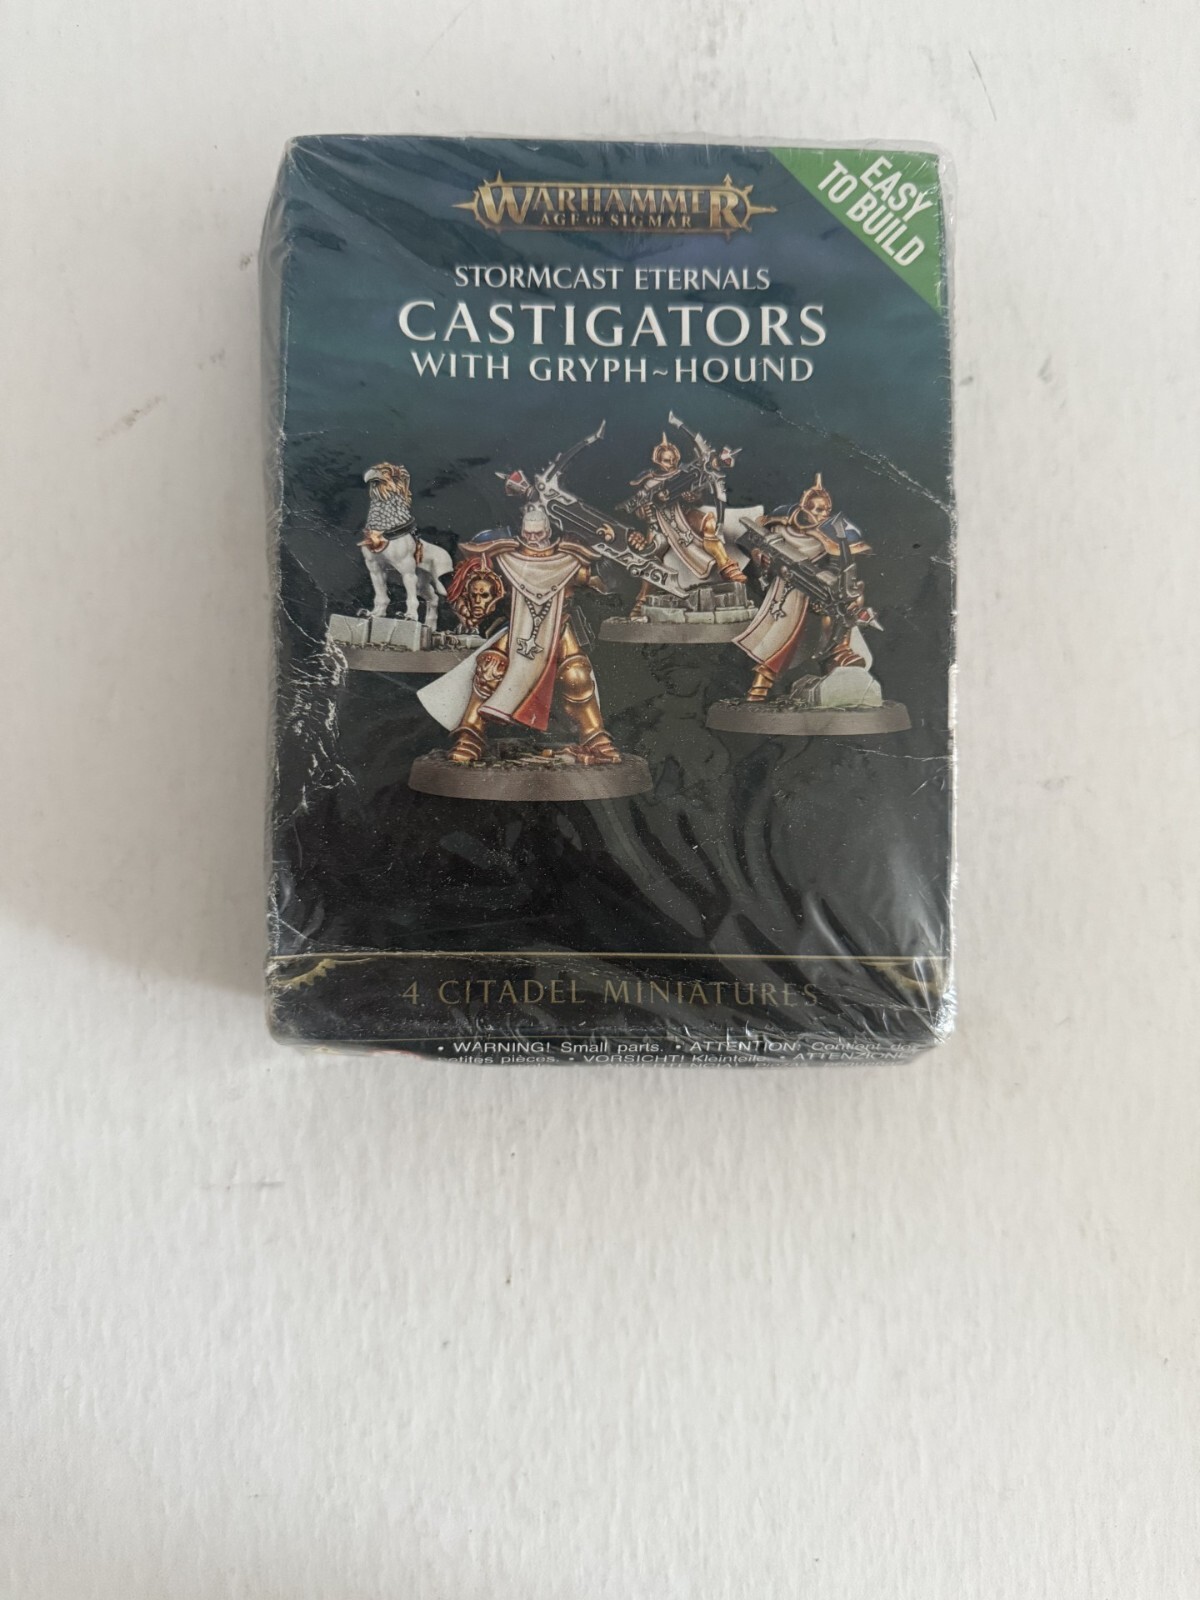 EASY
TO BUILD
WARHAMMER
AGE OF SIGMAR
STORMCAST ETERNALS
CASTIGATORS
WITH GRYPH~HOUND
4 CITADEL MINIATURES
• WARNING! Small parts. • ATTENTION: Contient des
petites pièces. • VORSICHT! Kleinteile. • ATTENZIONE